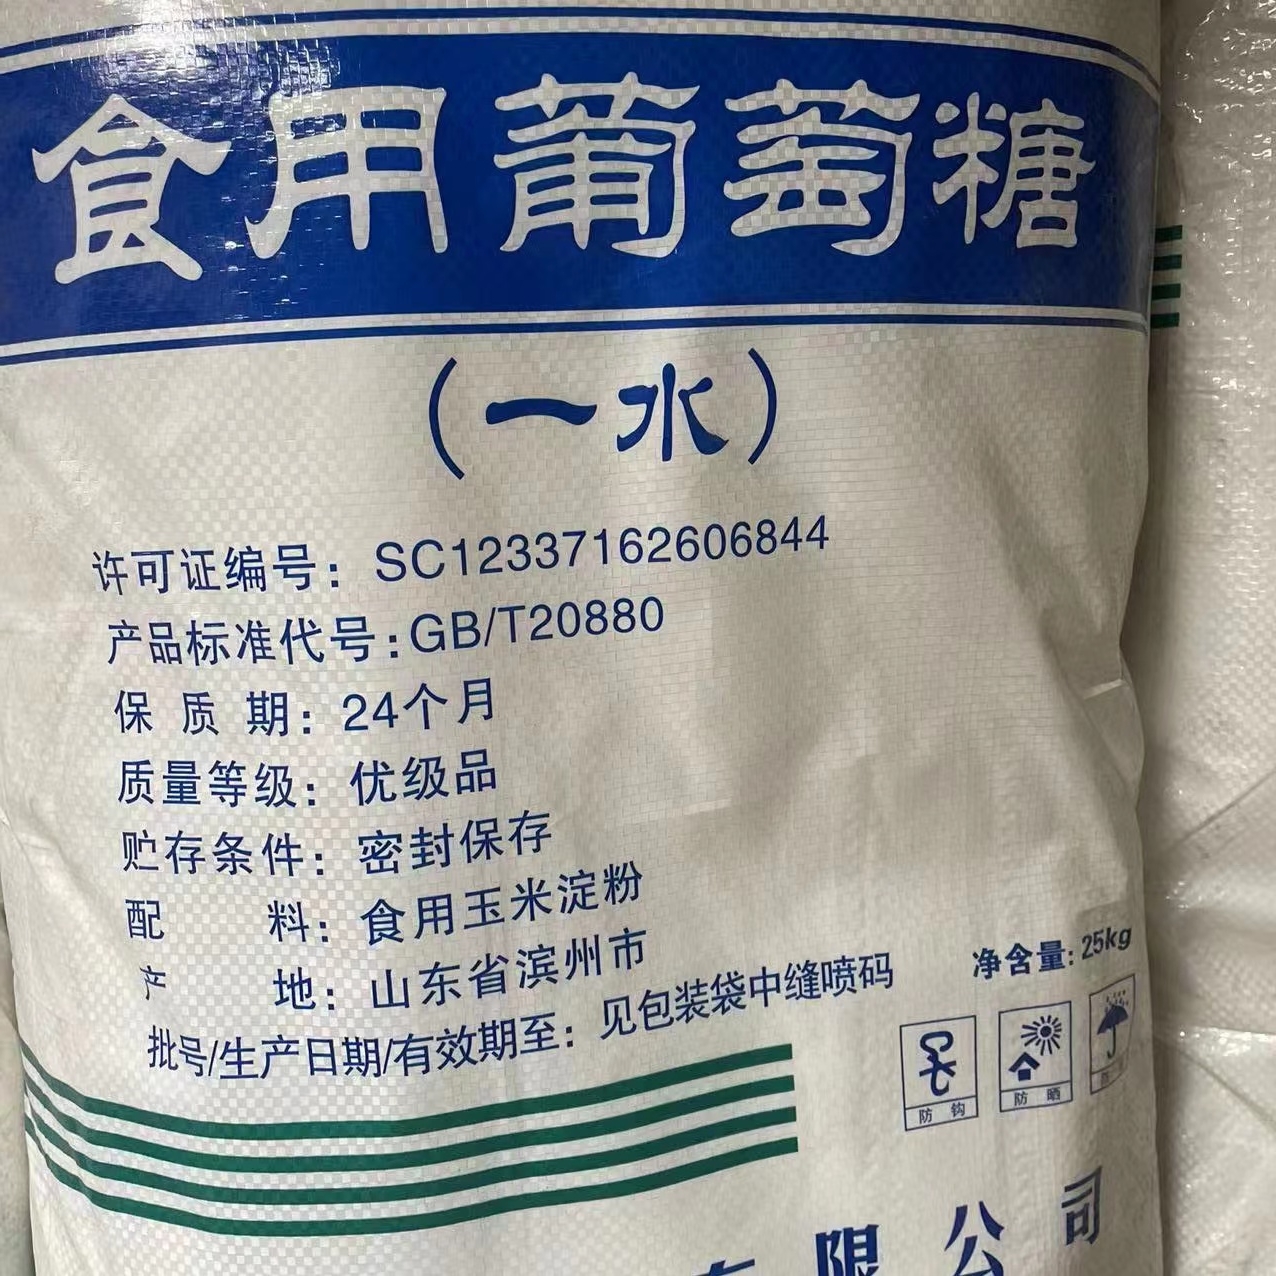 食用葡萄糖
（一水）
许可证编号：SC12337162606844
产品标准代号：GB/T20880
保质期：24个月
质量等级：优级品
贮存条件：密封保存
配料：食用玉米淀粉
产地：山东省滨州市
批号/生产日期/有效期至：见包装袋中缝喷码
净含量：25kg
防钩
防晒
有限公司